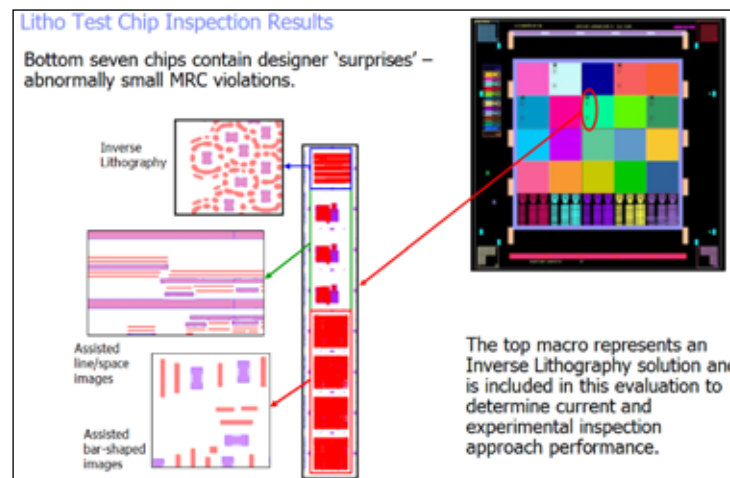 Litho Test Chip Inspection Results
Bottom seven chips contain designer ‘surprises’ –
abnormally small MRC violations.
Inverse
Lithography
Assisted
line/space
images
Assisted
bar-shaped
images
The top macro represents an
Inverse Lithography solution and
is included in this evaluation to
determine current and
experimental inspection
approach performance.